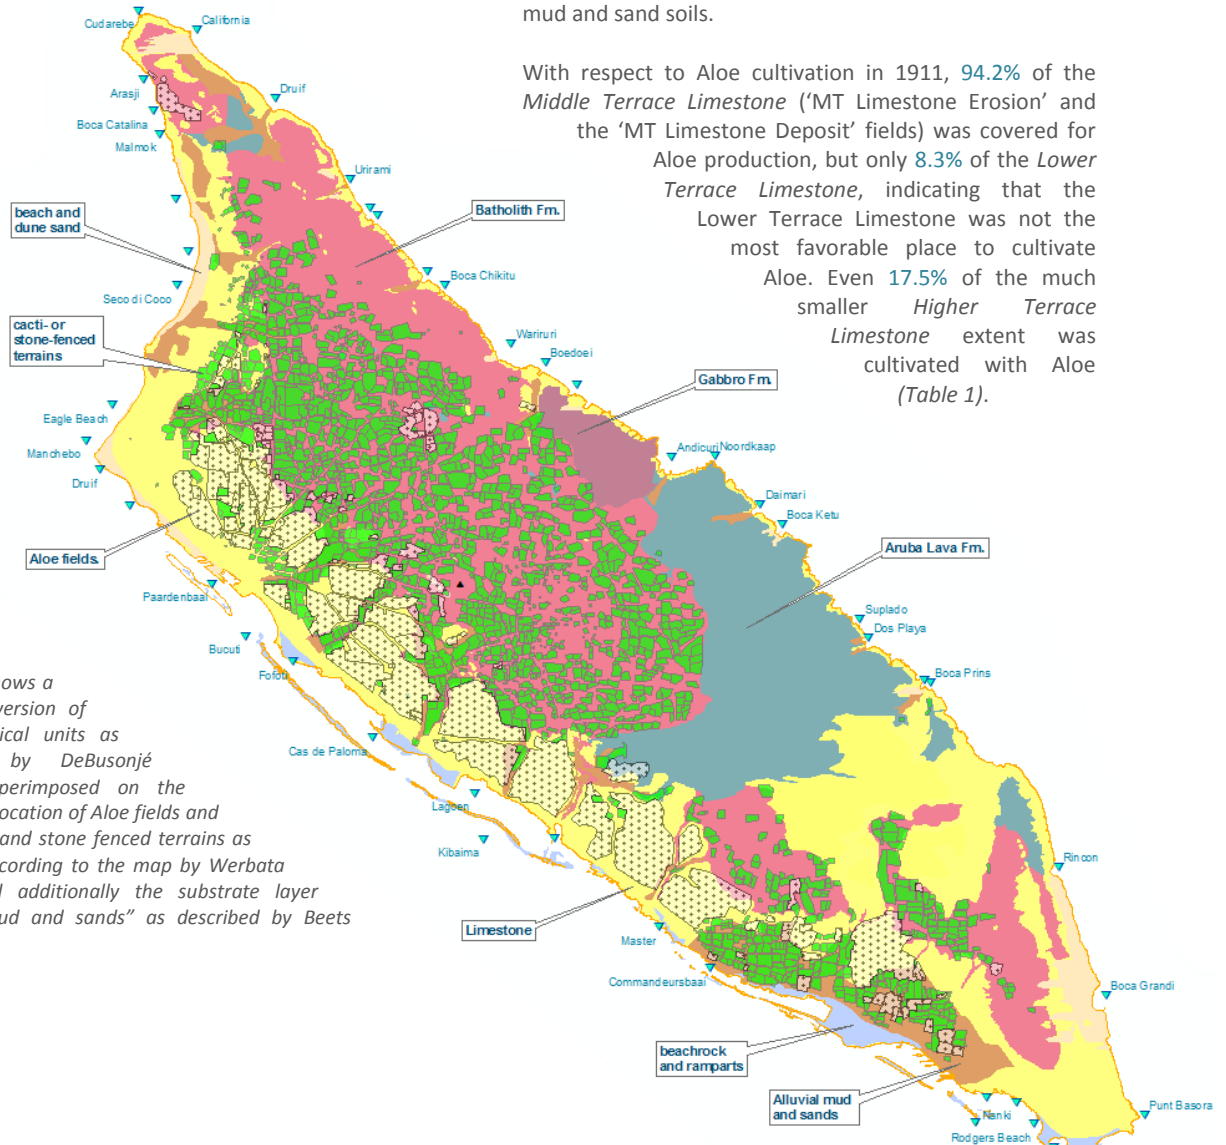 mud and sand soils.
With respect to Aloe cultivation in 1911, 94.2% of the
Middle Terrace Limestone (‘MT Limestone Erosion’ and
the ‘MT Limestone Deposit’ fields) was covered for
Aloe production, but only 8.3% of the Lower
Terrace Limestone, indicating that the
Lower Terrace Limestone was not the
most favorable place to cultivate
Aloe. Even 17.5% of the much
smaller Higher Terrace
Limestone extent was
cultivated with Aloe
(Table 1).
Cudarebe
California
Arasji
Druif
Boca Catalina
Malmok
Urirami
beach and
dune sand
Batholith Fm.
Boca Chikitu
Seco di Coco
cacti- or
stone-fenced
terrains
Wariruri
Boedoei
Gabbro Fm.
Eagle Beach
Manchebo
Druif
Andicuri
Noordkaap
Daimari
Boca Ketu
Aloe fields.
Aruba Lava Fm.
Paardenbaai
Suplado
Dos Playa
Bucuti
Fofoti
Boca Prins
Cas de Paloma
Lagoen
Kibaima
Rincon
Limestone
Master
Commandeursbaai
Boca Grandi
beachrock
and ramparts
Alluvial mud
and sands
Nanki
Rodgers Beach
Punt Basora
ows a
version of
ical units as
by DeBusonjé
perimposed on the
ocation of Aloe fields and
and stone fenced terrains as
cording to the map by Werbata
additionally the substrate layer
ud and sands” as described by Beets